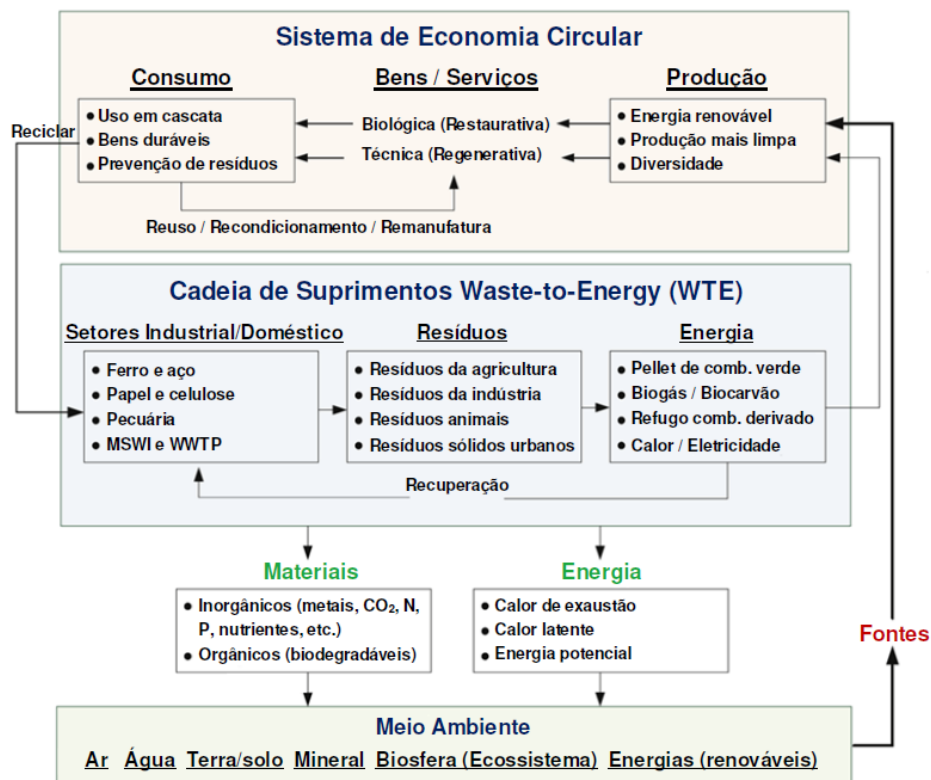 Sistema de Economia Circular
Consumo
Bens / Serviços
Produção
Reciclar
• Uso em cascata
• Bens duráveis
• Prevenção de resíduos
Biológica (Restaurativa)
Técnica (Regenerativa)
• Energia renovável
• Produção mais limpa
• Diversidade
Reuso / Recondicionamento / Remanufatura
Cadeia de Suprimentos Waste-to-Energy (WTE)
Setores Industrial/Doméstico
Resíduos
Energia
• Ferro e aço
• Papel e celulose
• Pecuária
• MSWI e WWTP
• Resíduos da agricultura
• Resíduos da indústria
• Resíduos animais
• Resíduos sólidos urbanos
• Pellet de comb. verde
• Biogás / Biocarvão
• Refugo comb. derivado
• Calor / Eletricidade
Recuperação
Materiais
Energia
• Inorgânicos (metais, CO₂, N,
P, nutrientes, etc.)
• Orgânicos (biodegradáveis)
• Calor de exaustão
• Calor latente
• Energia potencial
Fontes
Meio Ambiente
Ar Água Terra/solo Mineral Biosfera (Ecossistema) Energias (renováveis)